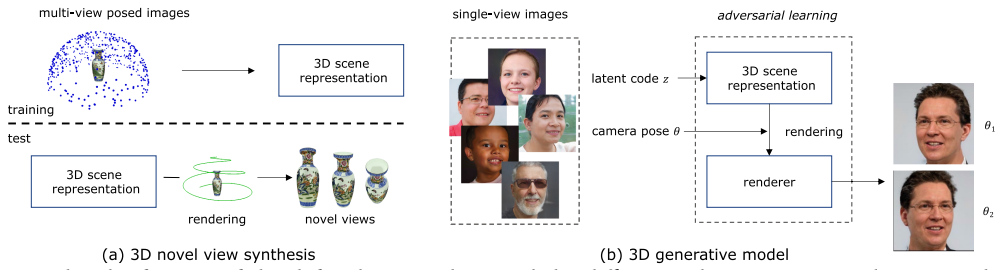 multi-view posed images
3D scene
representation
training
test
3D scene
representation
rendering
novel views
(a) 3D novel view synthesis
single-view images
adversarial learning
latent code z
3D scene
representation
camera pose θ
rendering
renderer
θ1
θ2
(b) 3D generative model